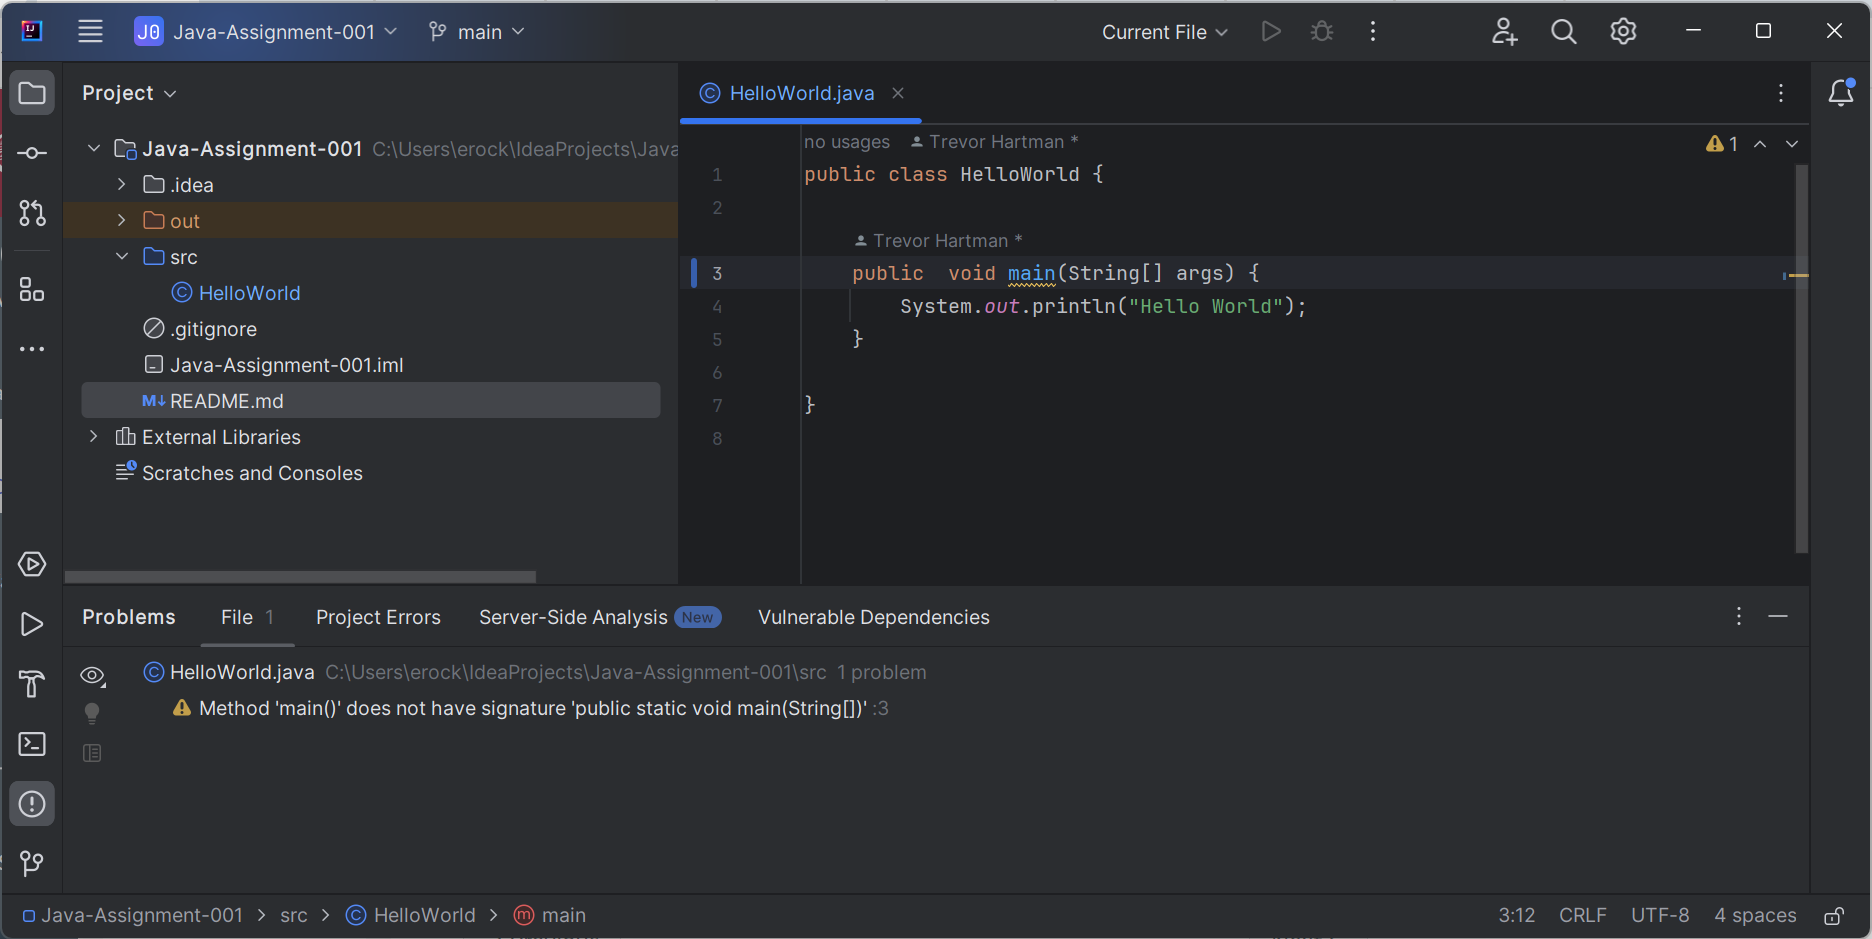 J0 Java-Assignment-001 main Current File
Project
HelloWorld.java
Java-Assignment-001 C:\Users\erock\IdeaProjects\Java
.idea
out
src
HelloWorld
.gitignore
Java-Assignment-001.iml
M↓ README.md
External Libraries
Scratches and Consoles
no usages Trevor Hartman *
1
1 public class HelloWorld {
2
Trevor Hartman *
3 public  void main(String[] args) {
4 System.out.println("Hello World");
5 }
6
7 }
8
Problems File 1 Project Errors Server-Side Analysis New Vulnerable Dependencies
HelloWorld.java C:\Users\erock\IdeaProjects\Java-Assignment-001\src 1 problem
Method 'main()' does not have signature 'public static void main(String[])' :3
Java-Assignment-001 > src > HelloWorld > main 3:12 CRLF UTF-8 4 spaces